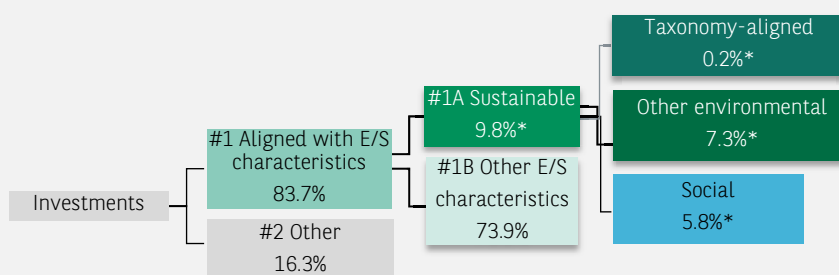 Investments
#1 Aligned with E/S
characteristics
83.7%
#2 Other
16.3%
#1A Sustainable
9.8%*
#1B Other E/S
characteristics
73.9%
Taxonomy-aligned
0.2%*
Other environmental
7.3%*
Social
5.8%*